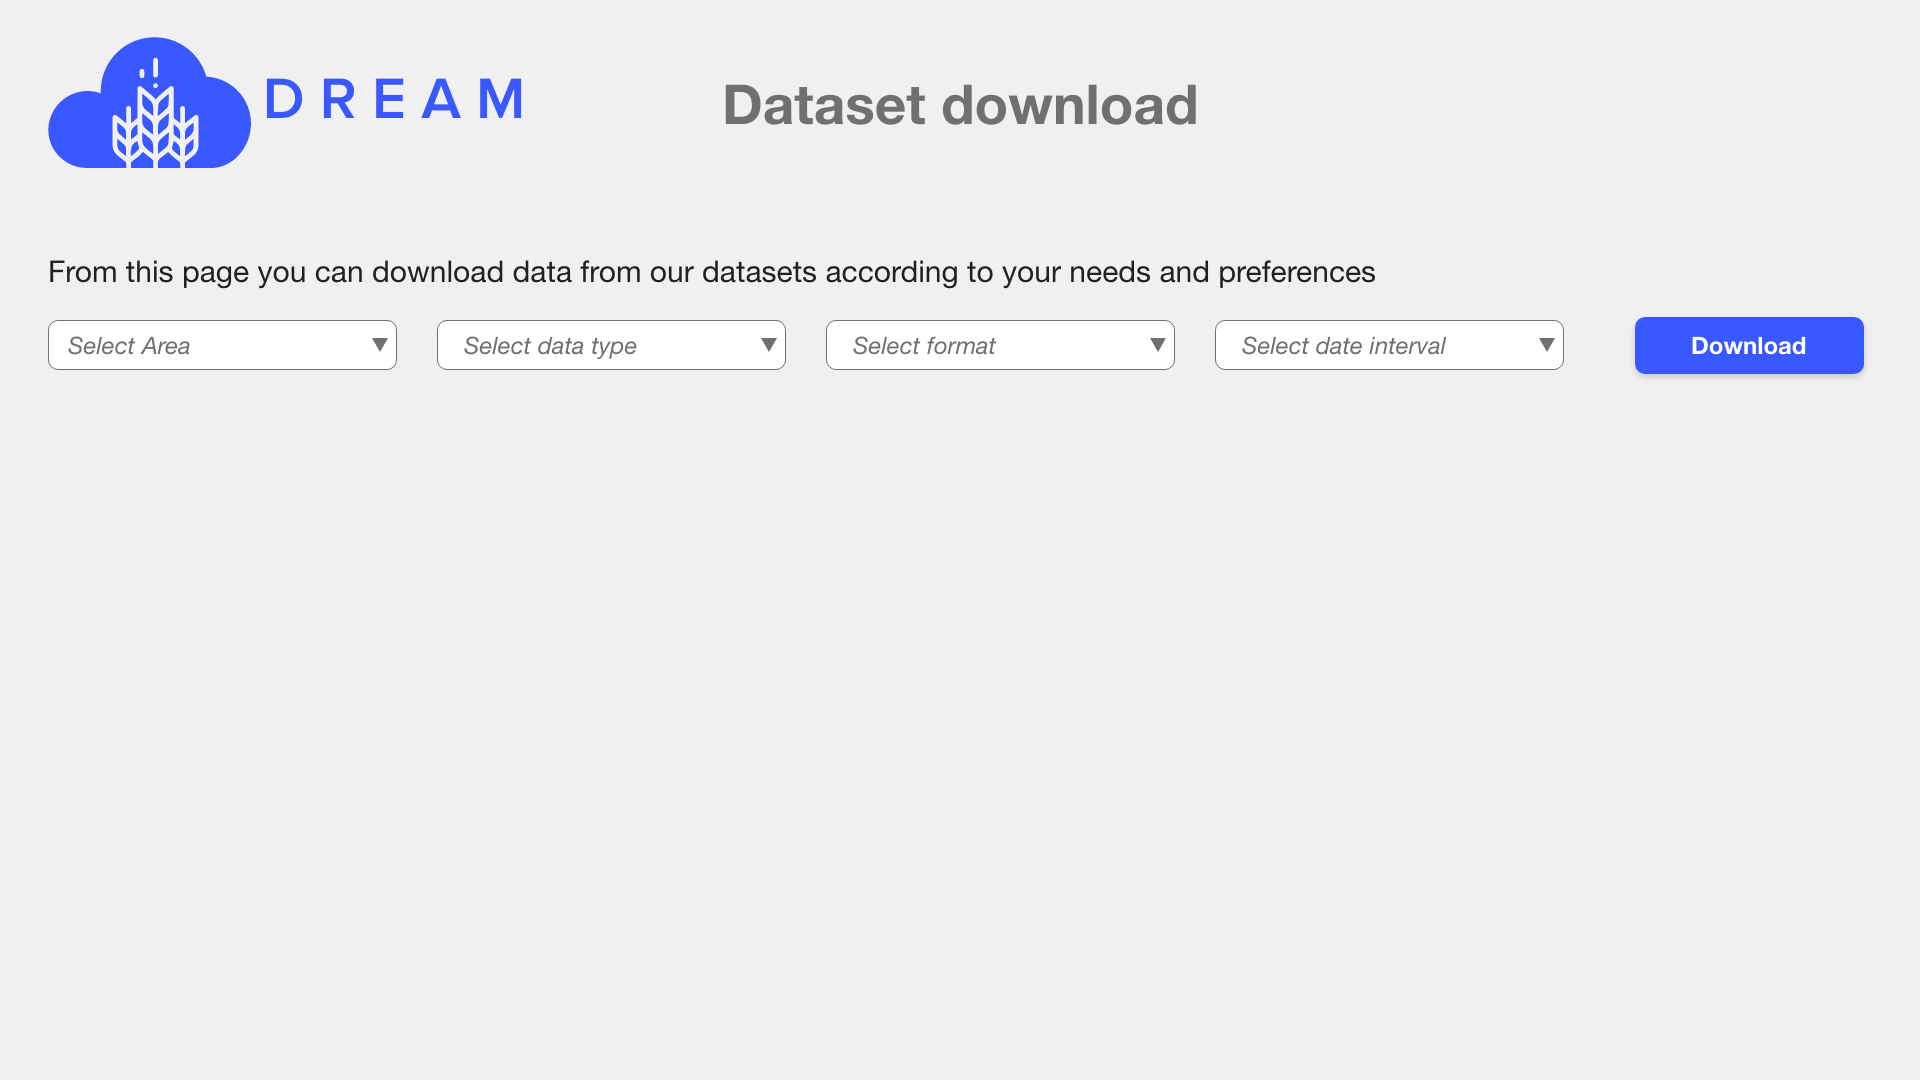 DREAM
Dataset download
From this page you can download data from our datasets according to your needs and preferences
Select Area
Select data type
Select format
Select date interval
Download